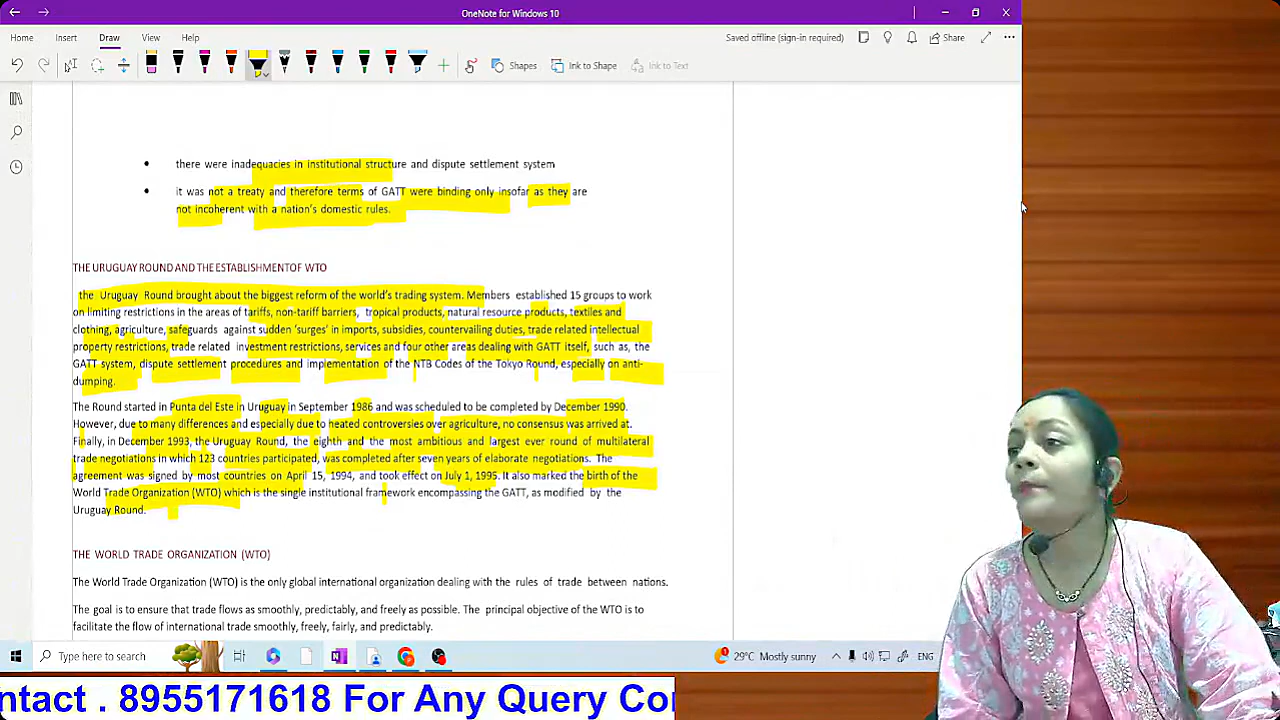 OneNote for Windows 10
Home Insert Draw View Help
Saved offline (sign-in required)
Share
Shapes
Ink to Shape
Ink to Text
• there were inadequacies in institutional structure and dispute settlement system
• it was not a treaty and therefore terms of GATT were binding only insofar as they are
not incoherent with a nation's domestic rules.
THE URUGUAY ROUND AND THE ESTABLISHMENTOF WTO
the Uruguay Round brought about the biggest reform of the world's trading system. Members established 15 groups to work
on limiting restrictions in the areas of tariffs, non-tariff barriers, tropical products, natural resource products, textiles and
clothing, agriculture, safeguards against sudden 'surges' in imports, subsidies, countervailing duties, trade related intellectual
property restrictions, trade related investment restrictions, services and four other areas dealing with GATT itself, such as, the
GATT system, dispute settlement procedures and implementation of the NTB Codes of the Tokyo Round, especially on anti-
dumping.
The Round started in Punta del Este in Uruguay in September 1986 and was scheduled to be completed by December 1990.
However, due to many differences and especially due to heated controversies over agriculture, no consensus was arrived at.
Finally, in December 1993, the Uruguay Round, the eighth and the most ambitious and largest ever round of multilateral
trade negotiations in which 123 countries participated, was completed after seven years of elaborate negotiations. The
agreement was signed by most countries on April 15, 1994, and took effect on July 1, 1995. It also marked the birth of the
World Trade Organization (WTO) which is the single institutional framework encompassing the GATT, as modified by the
Uruguay Round.
THE WORLD TRADE ORGANIZATION (WTO)
The World Trade Organization (WTO) is the only global international organization dealing with the rules of trade between nations.
The goal is to ensure that trade flows as smoothly, predictably, and freely as possible. The principal objective of the WTO is to
facilitate the flow of international trade smoothly, freely, fairly, and predictably.
Type here to search
29°C Mostly sunny
ENG
ntact . 8955171618 For Any Query Co